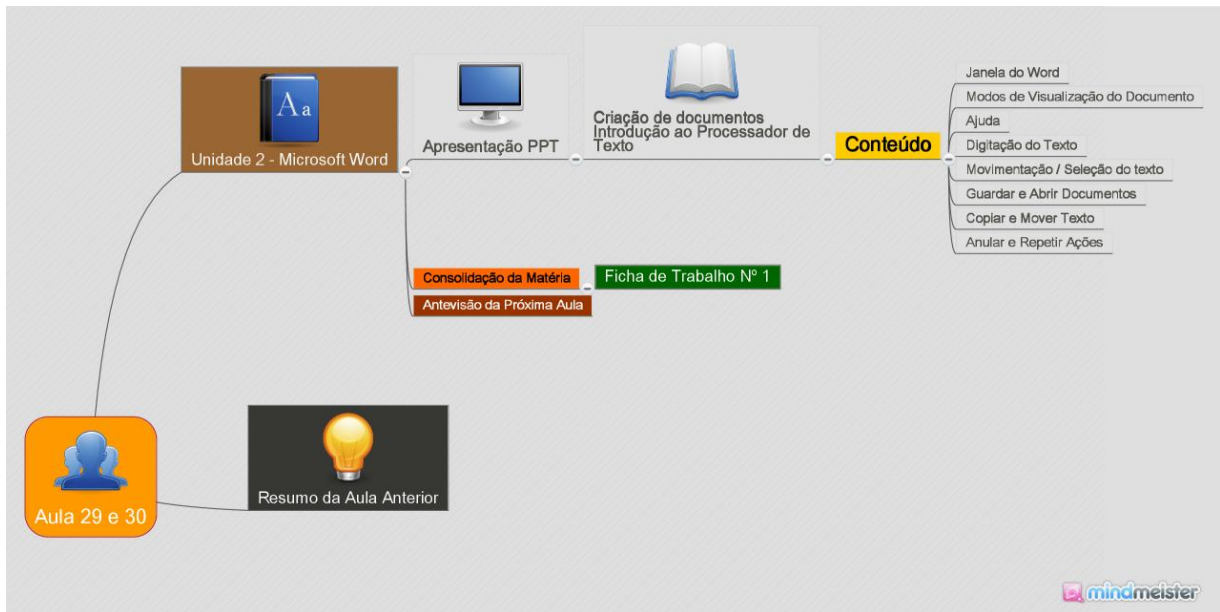 Aa
Unidade 2 - Microsoft Word
Apresentação PPT
Criação de documentos
Introdução ao Processador de
Texto
Conteúdo
Janela do Word
Modos de Visualização do Documento
Ajuda
Digitação do Texto
Movimentação / Seleção do texto
Guardar e Abrir Documentos
Copiar e Mover Texto
Anular e Repetir Ações
Consolidação da Matéria
Ficha de Trabalho Nº 1
Antevisão da Próxima Aula
Resumo da Aula Anterior
Aula 29 e 30
mindmeister